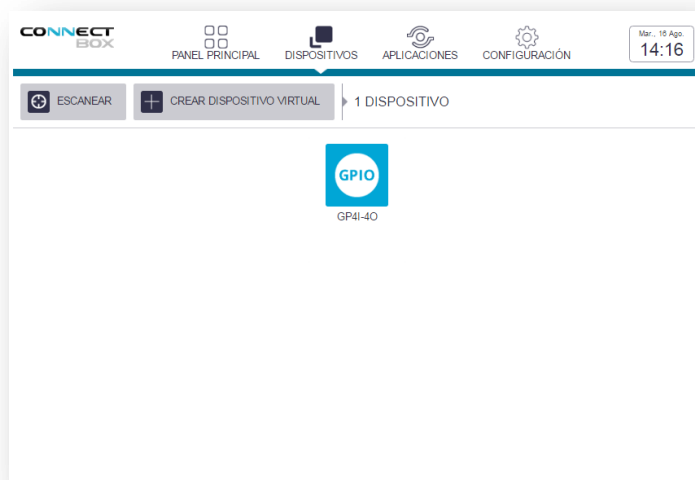 CONNECT
BOX
PANEL PRINCIPAL
DISPOSITIVOS
APLICACIONES
CONFIGURACIÓN
Mar., 16 Ago.
14:16
ESCANEAR
CREAR DISPOSITIVO VIRTUAL
1 DISPOSITIVO
GPIO
GP4I-4O